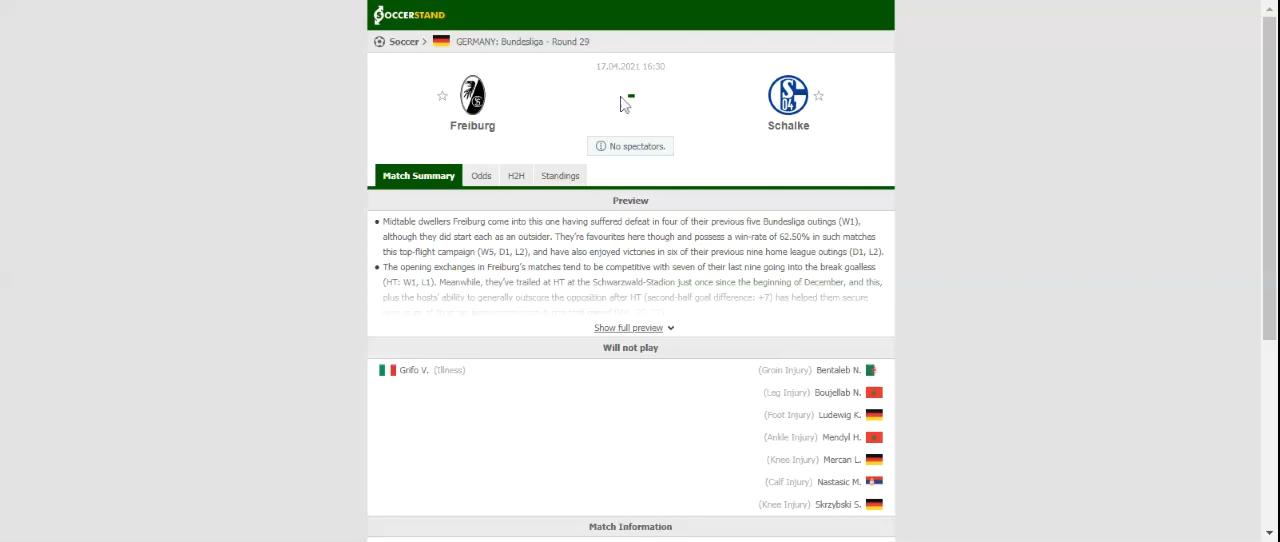 SOCCERSTAND
Soccer > GERMANY: Bundesliga - Round 29
17.04.2021 16:30
-
Freiburg
Schalke
No spectators.
Match Summary Odds H2H Standings
Preview
• Midtable dwellers Freiburg come into this one having suffered defeat in four of their previous five Bundesliga outings (W1),
although they did start each as an outsider. They're favourites here though and possess a win-rate of 62.50% in such matches
this top-flight campaign (W5, D1, L2), and have also enjoyed victories in six of their previous nine home league outings (D1, L2).
• The opening exchanges in Freiburg's matches tend to be competitive with seven of their last nine going into the break goalless
(HT: W1, L1). Meanwhile, they've trailed at HT at the Schwarzwald-Stadion just once since the beginning of December, and this,
plus the hosts' ability to generally outscore the opposition after HT (second-half goal difference: +7) has helped them secure
Show full preview
Will not play
Grifo V. (Illness)
(Groin Injury) Bentaleb N.
(Leg Injury) Boujellab N.
(Foot Injury) Ludewig K.
(Ankle Injury) Mendyl H.
(Knee Injury) Mercan L.
(Calf Injury) Nastasic M.
(Knee Injury) Skrzybski S.
Match Information